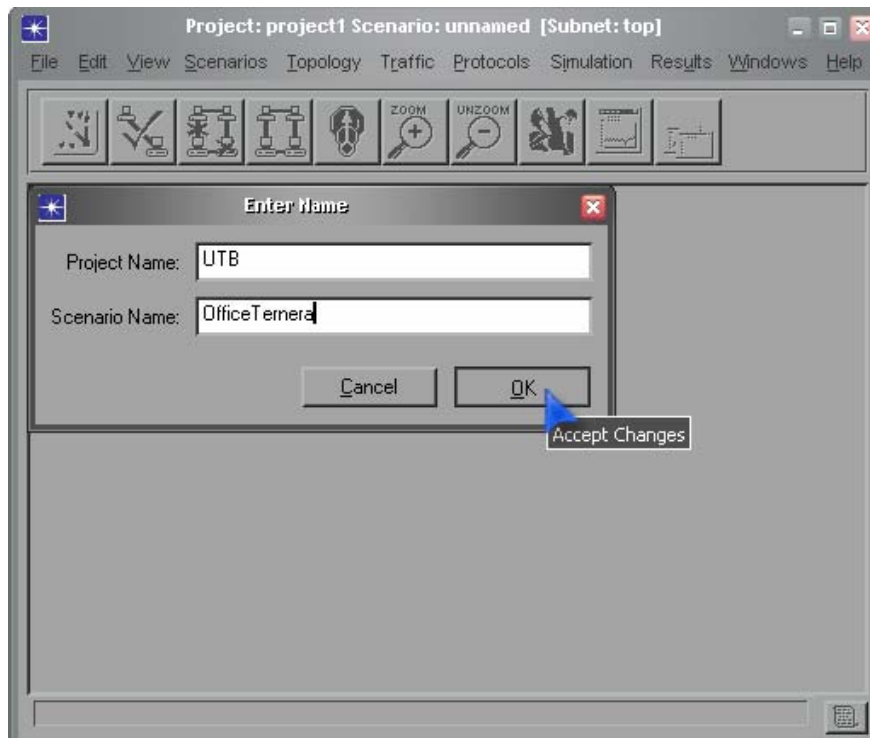 Project: project1 Scenario: unnamed [Subnet: top]
File Edit View Scenarios Topology Traffic Protocols Simulation Results Windows Help
ZOOM UNZOOM
Enter Name
Project Name: UTB
Scenario Name: OfficeTernera
Cancel OK
Accept Changes